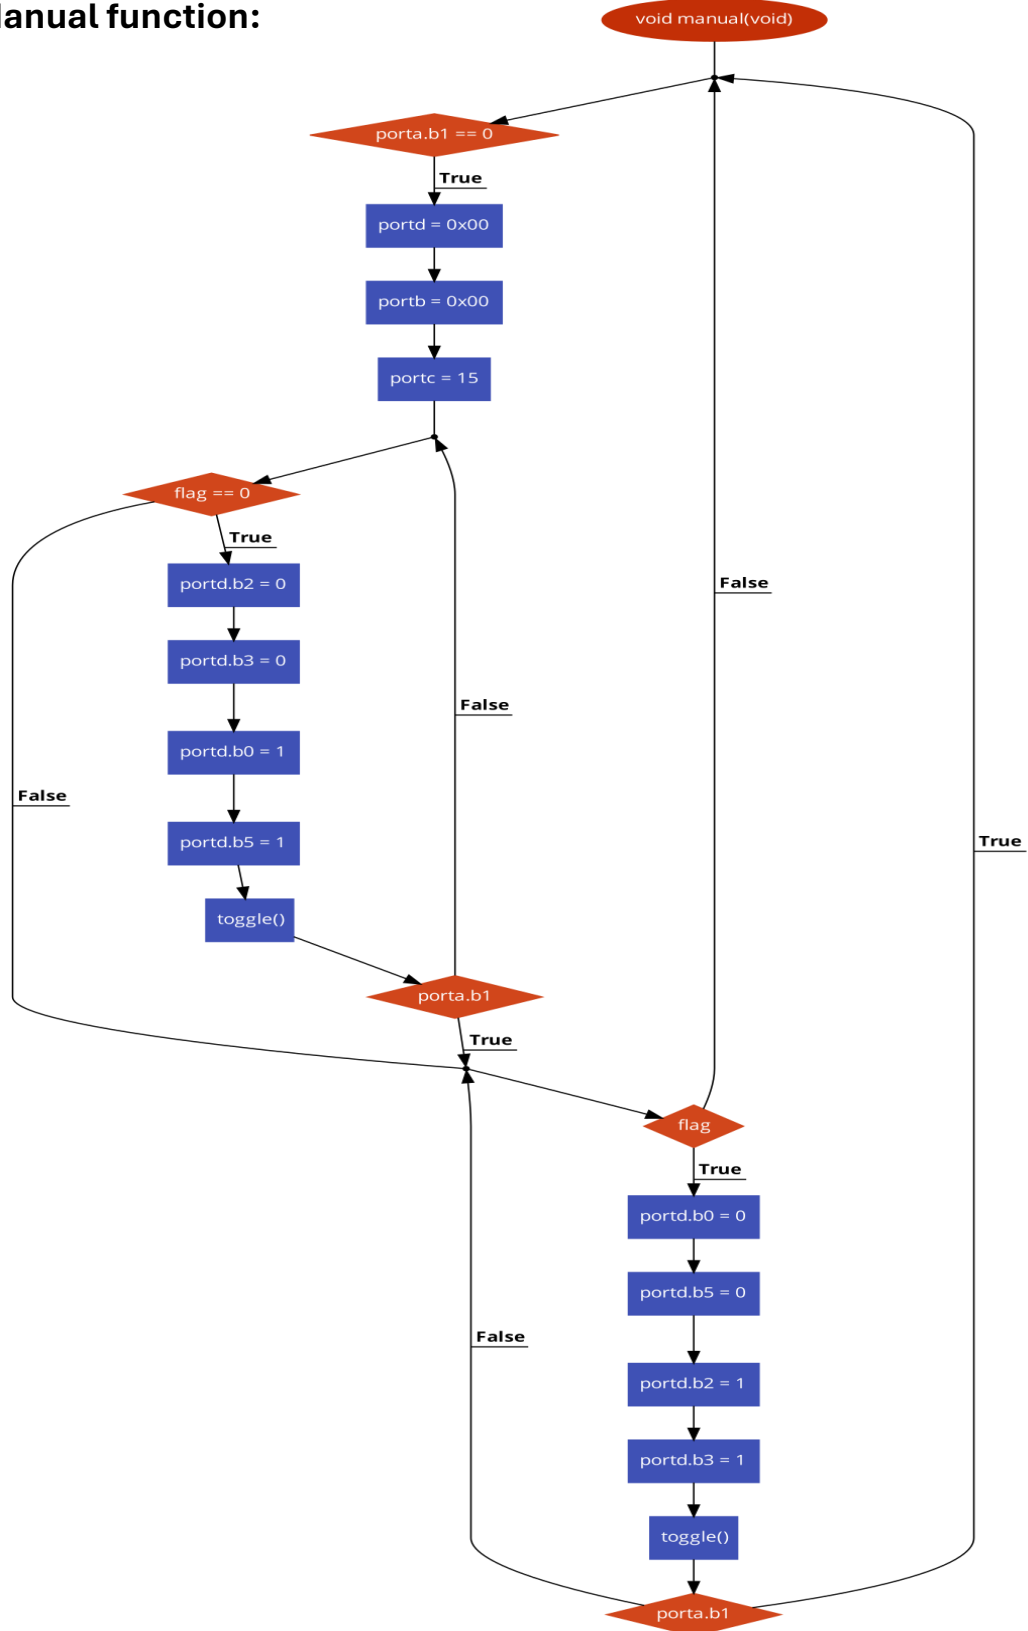 anual function:
void manual(void)
porta.b1 == 0
True
portd = 0x00
portb = 0x00
portc = 15
flag == 0
True
portd.b2 = 0
False
portd.b3 = 0
False
portd.b0 = 1
False
portd.b5 = 1
True
toggle()
porta.b1
True
flag
True
portd.b0 = 0
portd.b5 = 0
False
portd.b2 = 1
portd.b3 = 1
toggle()
porta.b1